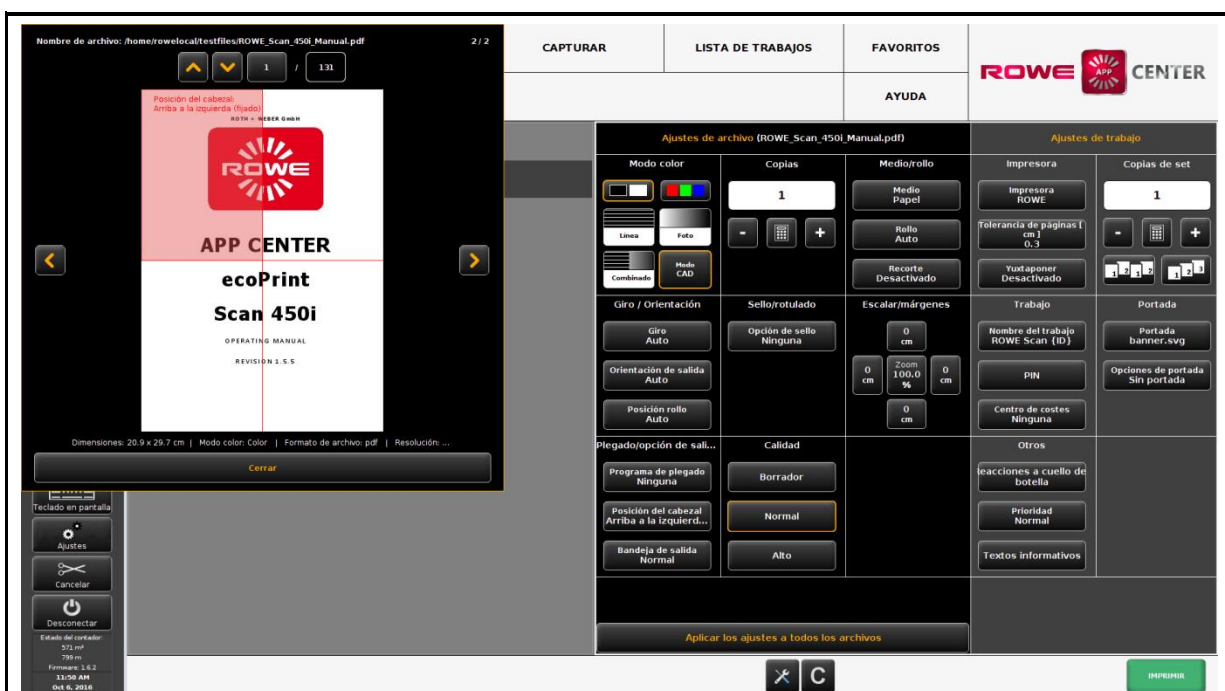 Nombre de archivo: /home/rowelocal/testfiles/ROWE_Scan_450i_Manual.pdf
2 / 2
1 / 131
Posición del cabezal:
Arriba a la izquierda (fijado)
ROTH + WEBER GmbH
ROWE
APP CENTER
ecoPrint
Scan 450i
OPERATING MANUAL
REVISION 1.5.5
Dimensiones: 20.9 x 29.7 cm | Modo color: Color | Formato de archivo: pdf | Resolución: ...
Cerrar
CAPTURAR
LISTA DE TRABAJOS
FAVORITOS
AYUDA
ROWE APP CENTER
Ajustes de archivo (ROWE_Scan_450i_Manual.pdf)
Ajustes de trabajo
Modo color
Copias
Medio/rollo
Impresora
Copias de set
Línea
Foto
Combinado
Modo
CAD
1
-
+
Medio
Papel
Rollo
Auto
Recorte
Desactivado
Impresora
ROWE
Tolerancia de páginas [
cm ]
0.3
Yuxtaponer
Desactivado
1
-
+
1 2 1 2
1 2 3
Giro / Orientación
Sello/rotulado
Escalar/márgenes
Trabajo
Portada
Giro
Auto
Orientación de salida
Auto
Posición rollo
Auto
Opción de sello
Ninguna
0
cm
0
cm
Zoom
100.0
%
0
cm
0
cm
Nombre del trabajo
ROWE Scan {ID}
PIN
Centro de costes
Ninguna
Portada
banner.svg
Opciones de portada
Sin portada
Plegado/opción de sali...
Calidad
Otros
Programa de plegado
Ninguna
Posición del cabezal
Arriba a la izquierd...
Bandeja de salida
Normal
Borrador
Normal
Alto
eacciones a cuello de
botella
Prioridad
Normal
Textos informativos
Aplicar los ajustes a todos los archivos
Teclado en pantalla
Ajustes
Cancelar
Desconectar
Estado del contador:
571 m²
799 m
Firmware: 1.6.2
11:50 AM
Oct 6, 2016
C
IMPRIMIR